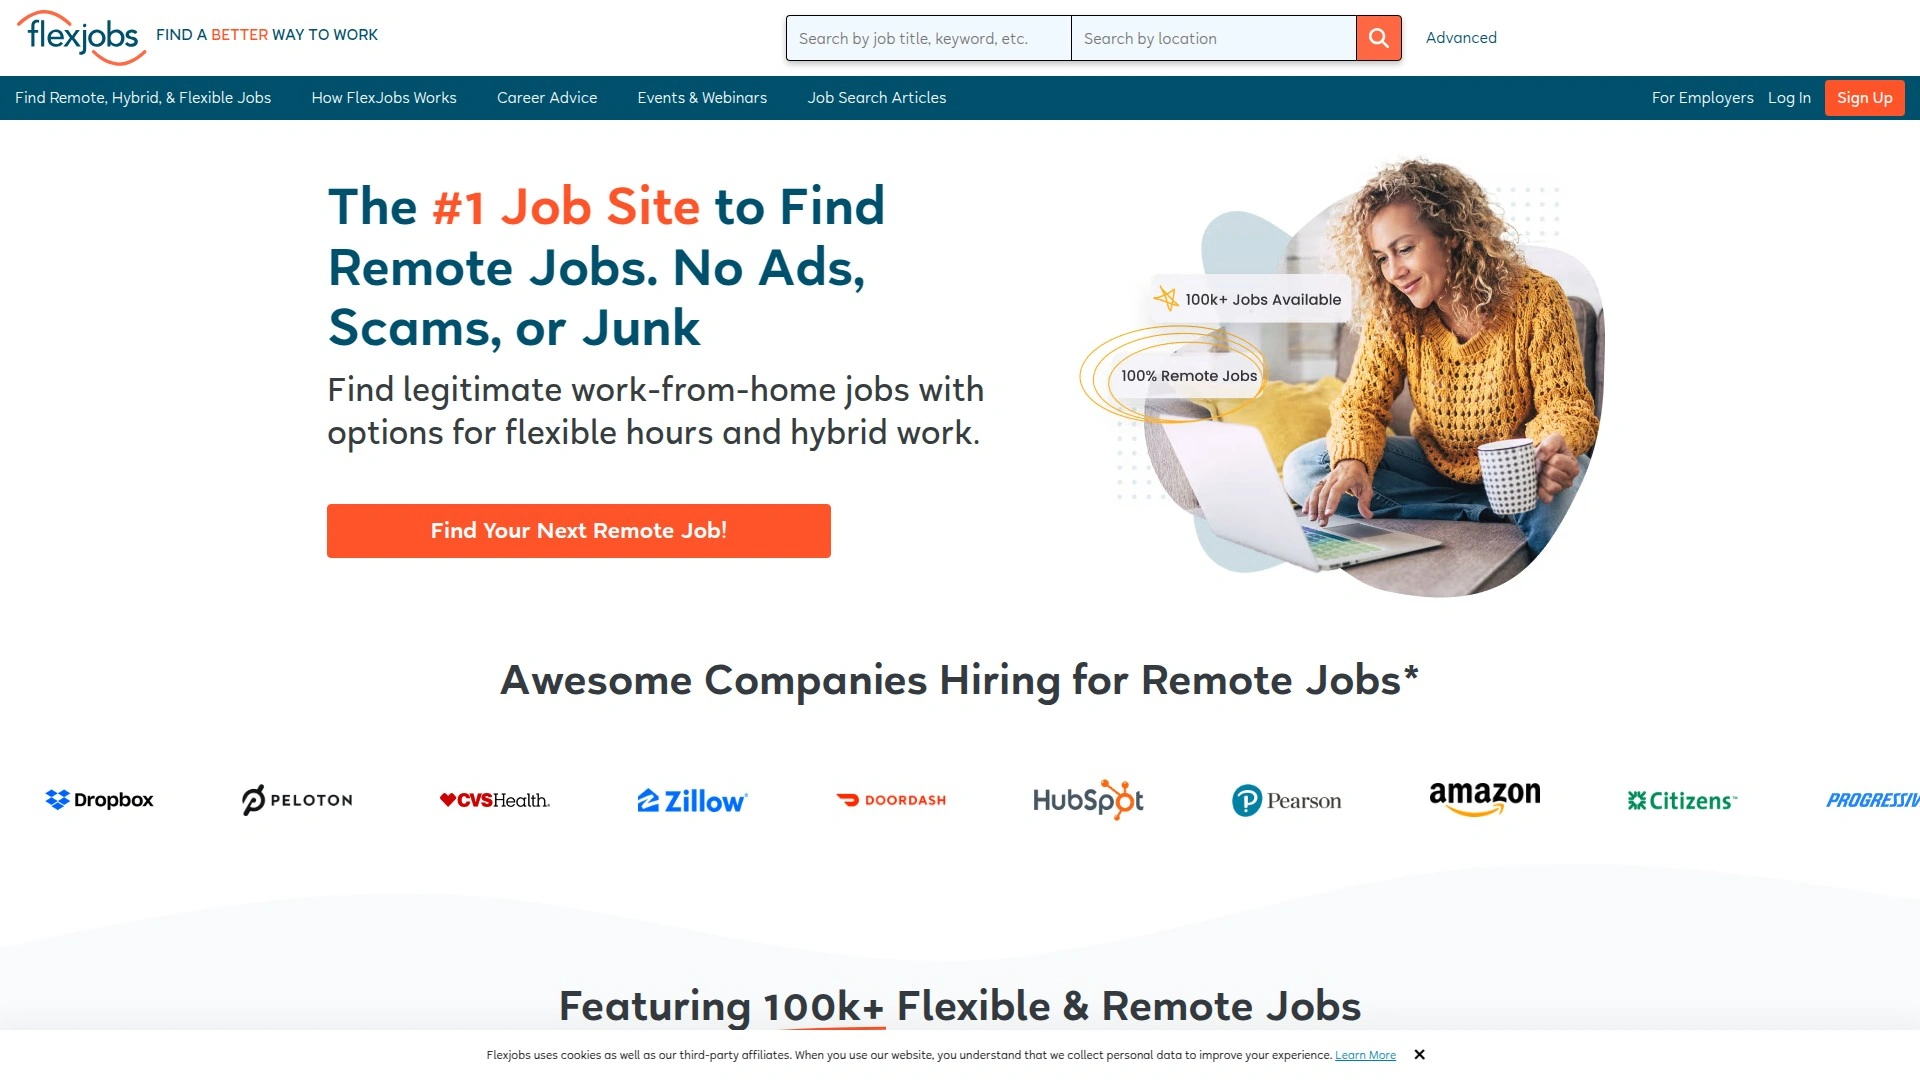 flexjobs
FIND A BETTER WAY TO WORK
Search by job title, keyword, etc.
Search by location
Advanced
Find Remote, Hybrid, & Flexible Jobs
How FlexJobs Works
Career Advice
Events & Webinars
Job Search Articles
For Employers
Log In
Sign Up
The #1 Job Site to Find
Remote Jobs. No Ads,
Scams, or Junk
Find legitimate work-from-home jobs with
options for flexible hours and hybrid work.
Find Your Next Remote Job!
100k+ Jobs Available
100% Remote Jobs
Awesome Companies Hiring for Remote Jobs*
Dropbox
PELOTON
CVSHealth.
Zillow®
DOORDASH
HubSpot
Pearson
amazon
Citizens™
PROGRESSIV
Featuring 100k+ Flexible & Remote Jobs
Flexjobs uses cookies as well as our third-party affiliates. When you use our website, you understand that we collect personal data to improve your experience. Learn More